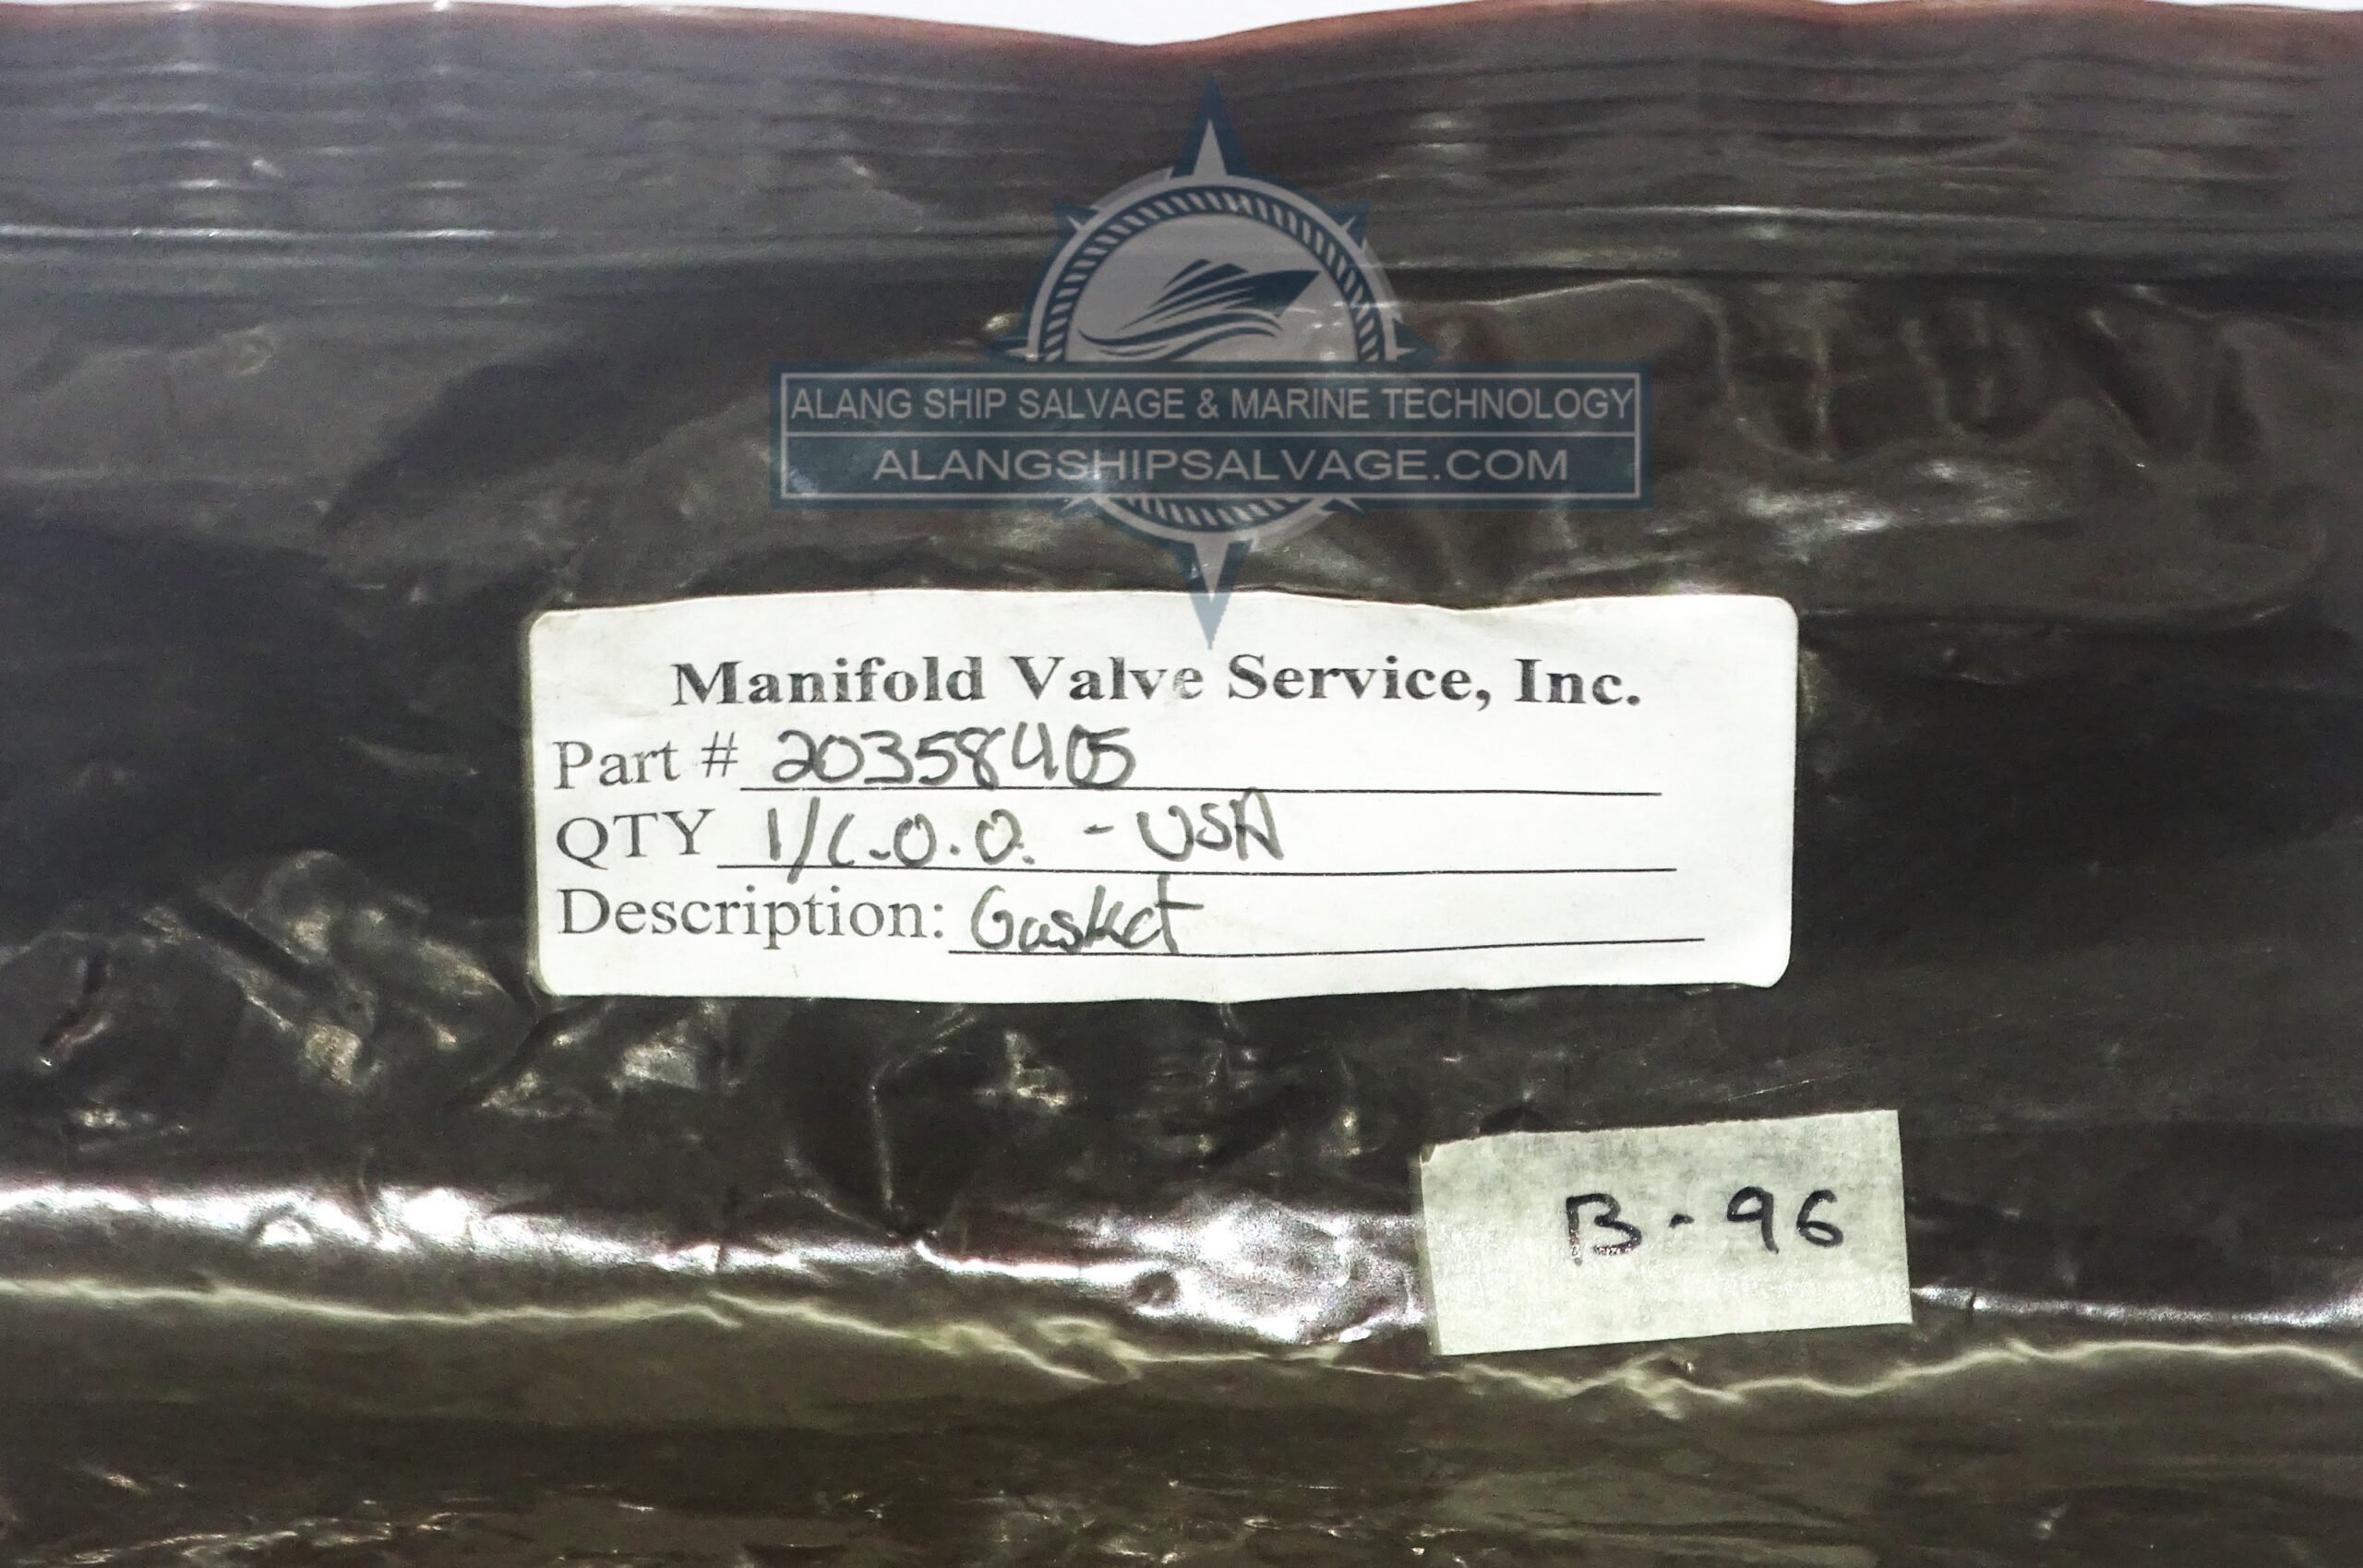 ALANG SHIP SALVAGE & MARINE TECHNOLOGY
ALANGSHIPSALVAGE.COM
Manifold Valve Service, Inc.
Part # 20358405
QTY 1/C.O.O. - USA
Description: Gasket
B-96